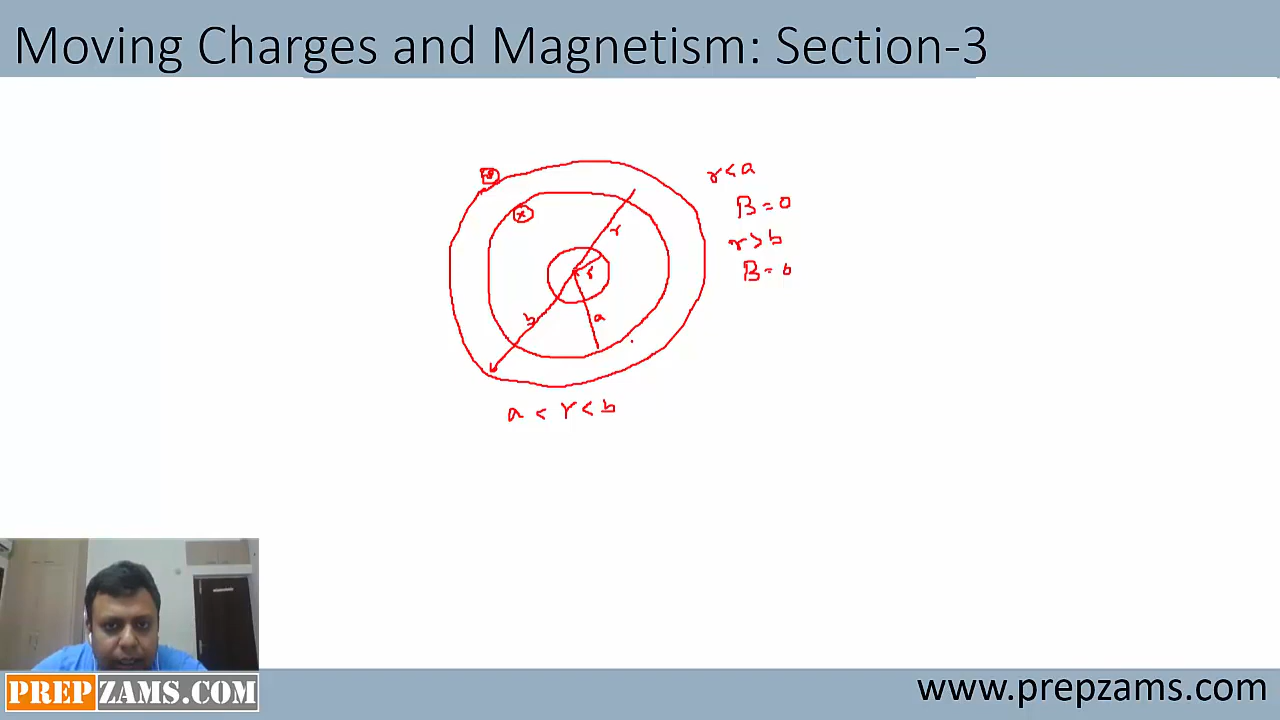 Moving Charges and Magnetism: Section-3
r < a
B = 0
r > b
B = 0
r
r
b
a
a < r < b
PREPZAMS.COM
www.prepzams.com